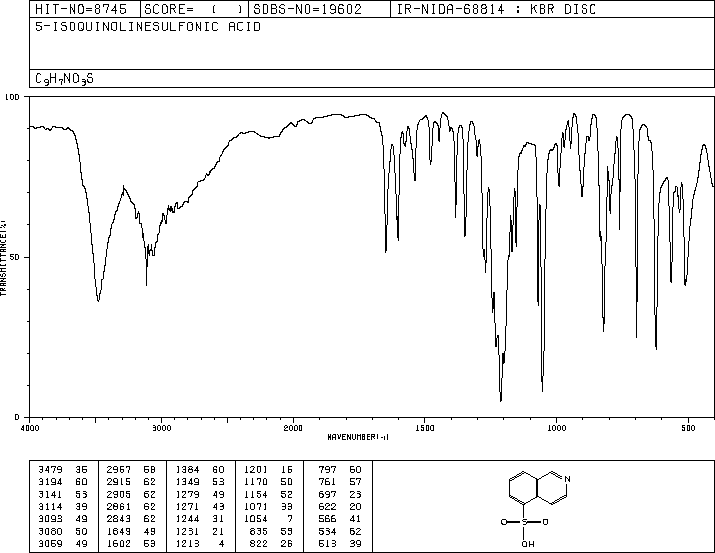 HIT-NO=8745 SCORE= ( ) SDBS-NO=19602 IR-NIDA-68814 : KBR DISC
5-ISOQUINOLINESULFONIC ACID
C9H7NO3S
100
TRANSMITTANCE(%)
50
0
4000 3000 2000 1500 1000 500
WAVENUMBER(-1)
3479 35 2967 58 1384 60 1201 16 797 60
3194 60 2915 62 1349 53 1170 50 761 57
3141 53 2905 62 1279 49 1154 52 697 23
3114 39 2861 62 1271 43 1071 33 622 20
3093 49 2843 62 1244 31 1054 7 566 41
3080 50 1649 49 1231 21 835 53 534 62
3059 49 1602 53 1213 4 822 26 513 39
N
O S O
OH